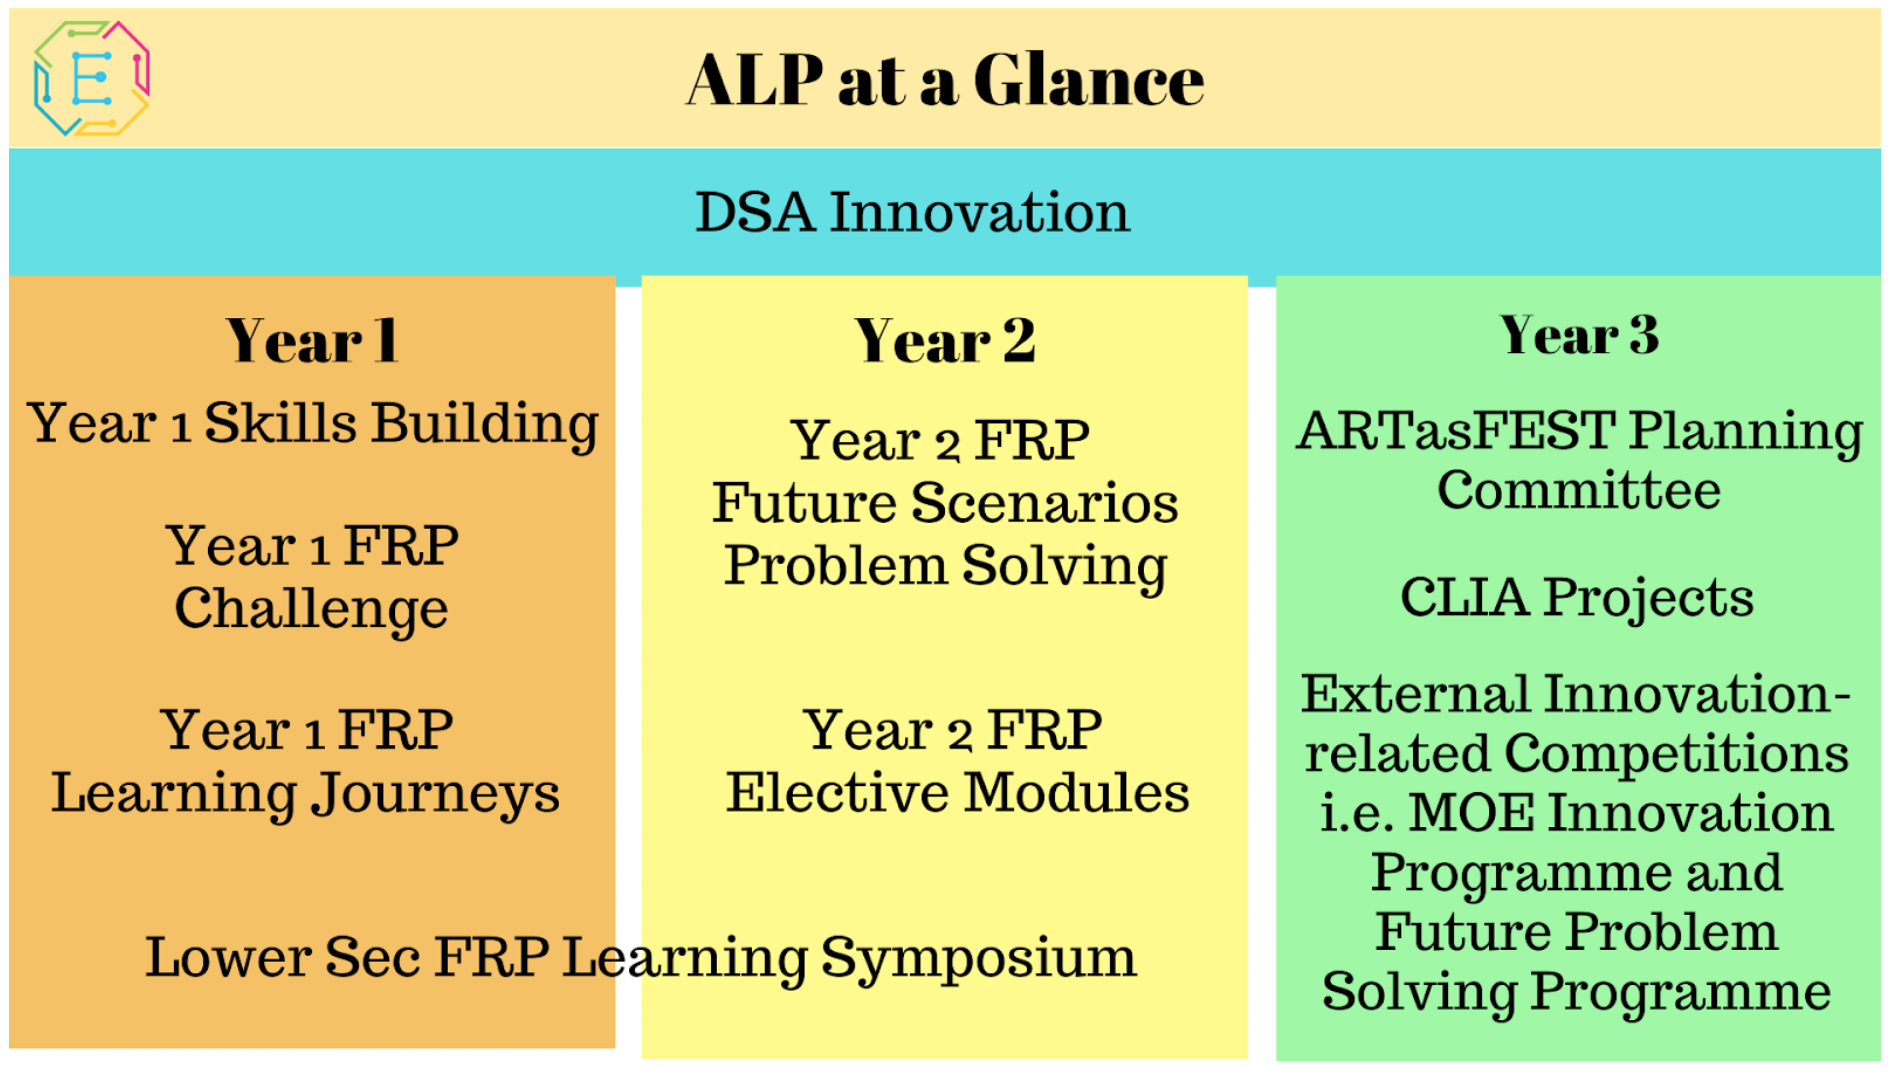 E
ALP at a Glance
DSA Innovation
Year 1
Year 1 Skills Building
Year 1 FRP
Challenge
Year 1 FRP
Learning Journeys
Year 2
Year 2 FRP
Future Scenarios
Problem Solving
Year 2 FRP
Elective Modules
Lower Sec FRP Learning Symposium
Year 3
ARTasFEST Planning
Committee
CLIA Projects
External Innovation-
related Competitions
i.e. MOE Innovation
Programme and
Future Problem
Solving Programme